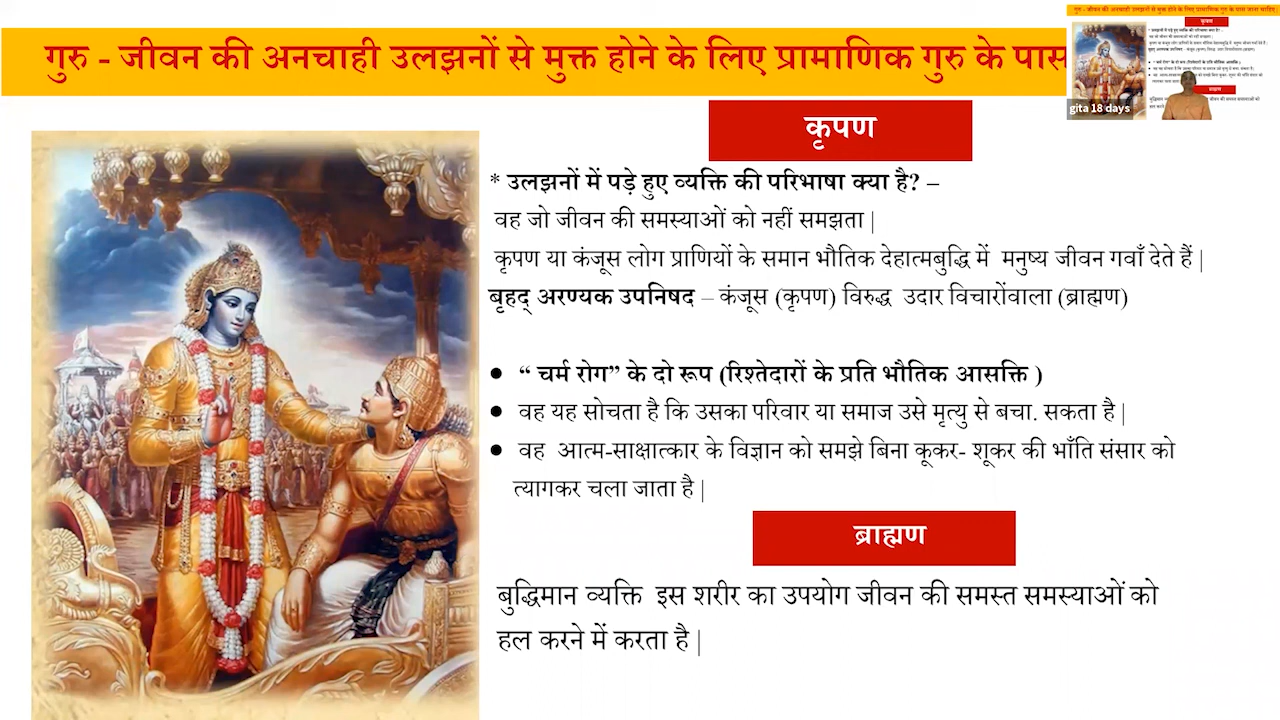 गुरु - जीवन की अनचाही उलझनों से मुक्त होने के लिए प्रामाणिक गुरु के पास
gita 18 days
कृपण
* उलझनों में पड़े हुए व्यक्ति की परिभाषा क्या है? –
वह जो जीवन की समस्याओं को नहीं समझता |
कृपण या कंजूस लोग प्राणियों के समान भौतिक देहात्मबुद्धि में मनुष्य जीवन गवाँ देते हैं |
बृहद् अरण्यक उपनिषद – कंजूस (कृपण) विरुद्ध उदार विचारोंवाला (ब्राह्मण)
● “ चर्म रोग” के दो रूप (रिश्तेदारों के प्रति भौतिक आसक्ति )
● वह यह सोचता है कि उसका परिवार या समाज उसे मृत्यु से बचा. सकता है |
● वह आत्म-साक्षात्कार के विज्ञान को समझे बिना कूकर- शूकर की भाँति संसार को
त्यागकर चला जाता है |
ब्राह्मण
बुद्धिमान व्यक्ति इस शरीर का उपयोग जीवन की समस्त समस्याओं को
हल करने में करता है |